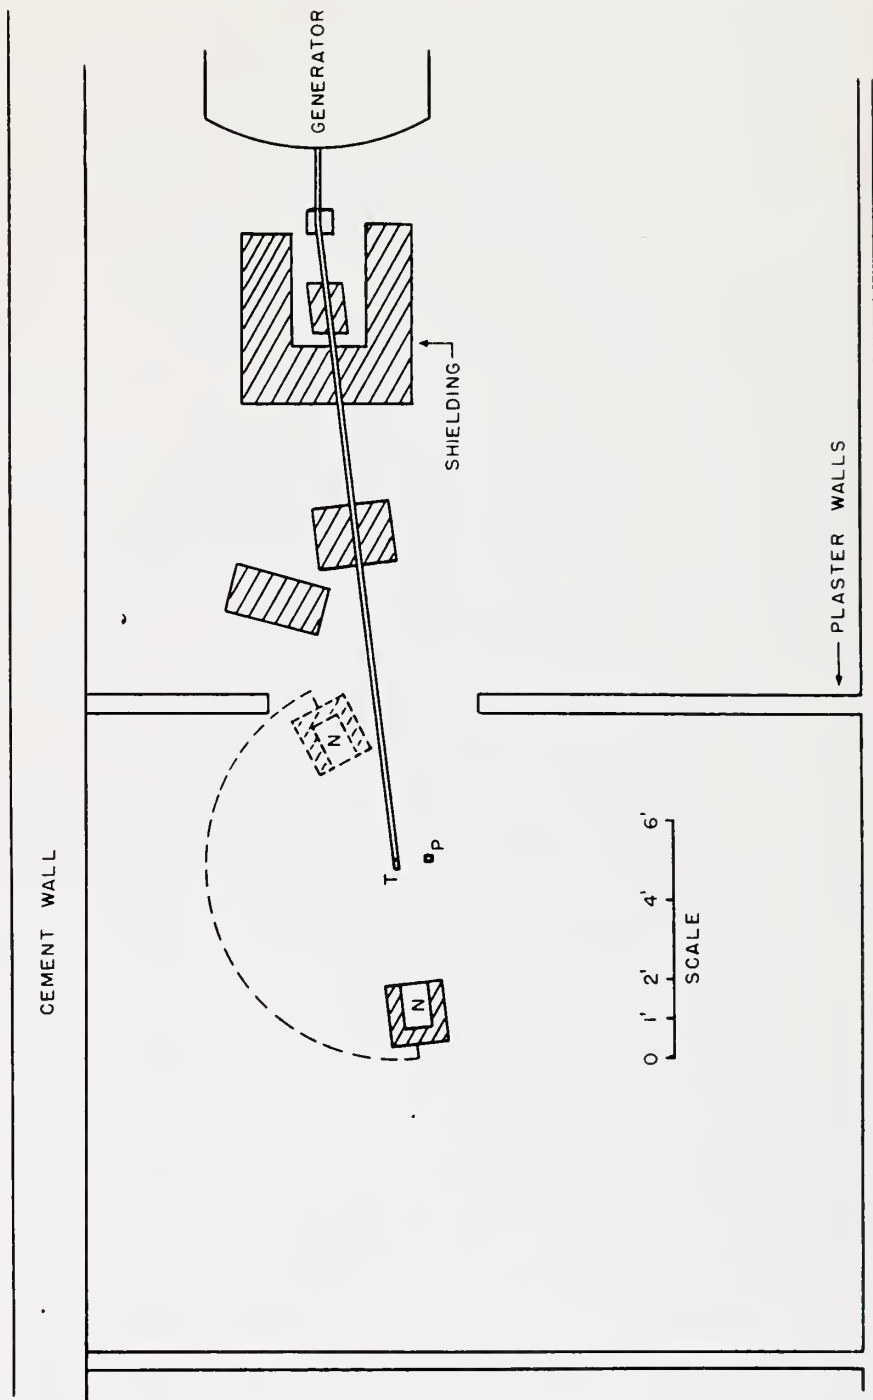 CEMENT WALL
GENERATOR
SHIELDING
PLASTER WALLS
N
T
P
N
0 1' 2' 4' 6'
SCALE